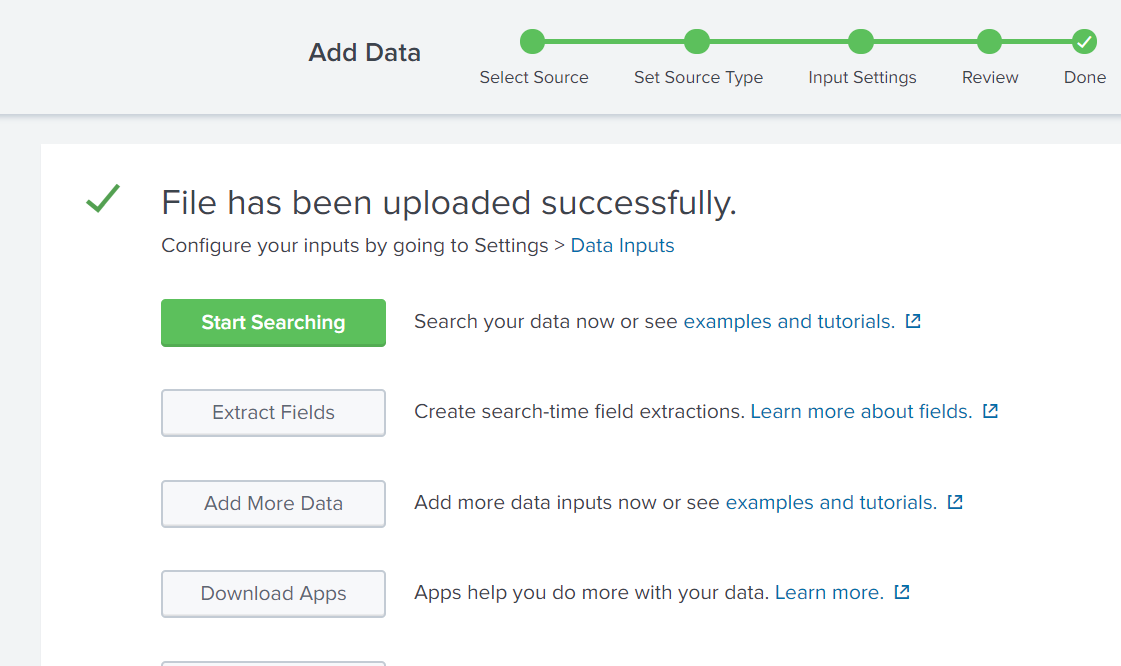 Add Data
Select Source
Set Source Type
Input Settings
Review
Done
File has been uploaded successfully.
Configure your inputs by going to Settings > Data Inputs
Start Searching
Search your data now or see examples and tutorials.
Extract Fields
Create search-time field extractions. Learn more about fields.
Add More Data
Add more data inputs now or see examples and tutorials.
Download Apps
Apps help you do more with your data. Learn more.